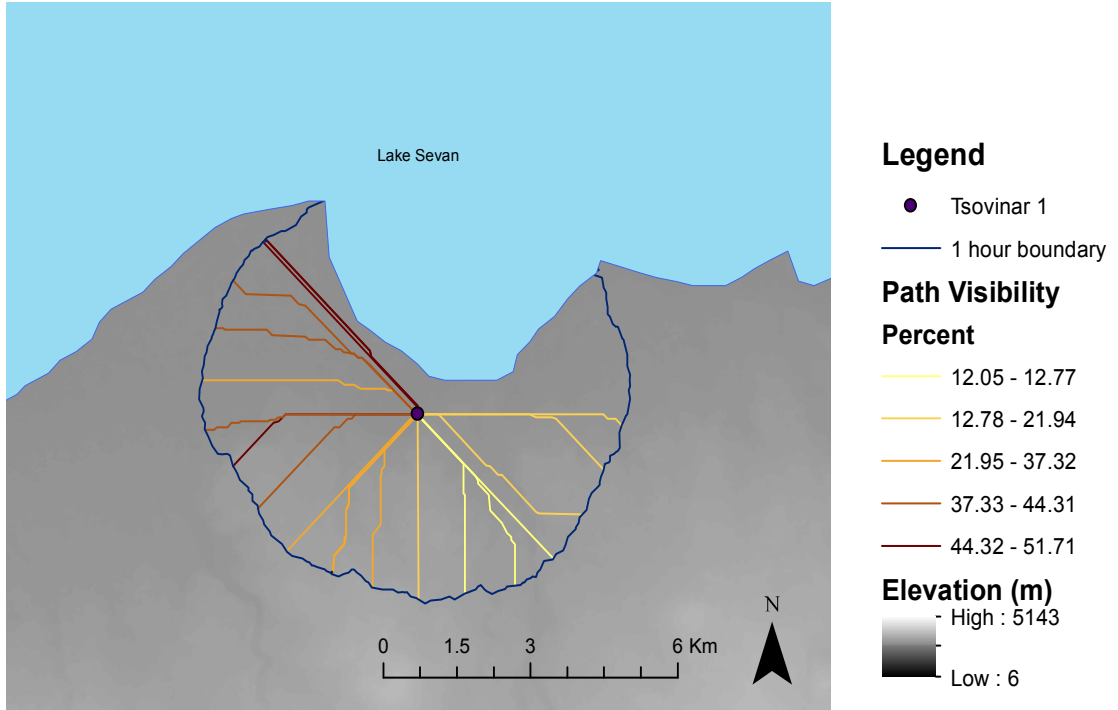 Lake Sevan
N
0 1.5 3 6 Km
Legend
Tsovinar 1
1 hour boundary
Path Visibility
Percent
12.05 - 12.77
12.78 - 21.94
21.95 - 37.32
37.33 - 44.31
44.32 - 51.71
Elevation (m)
High : 5143
Low : 6